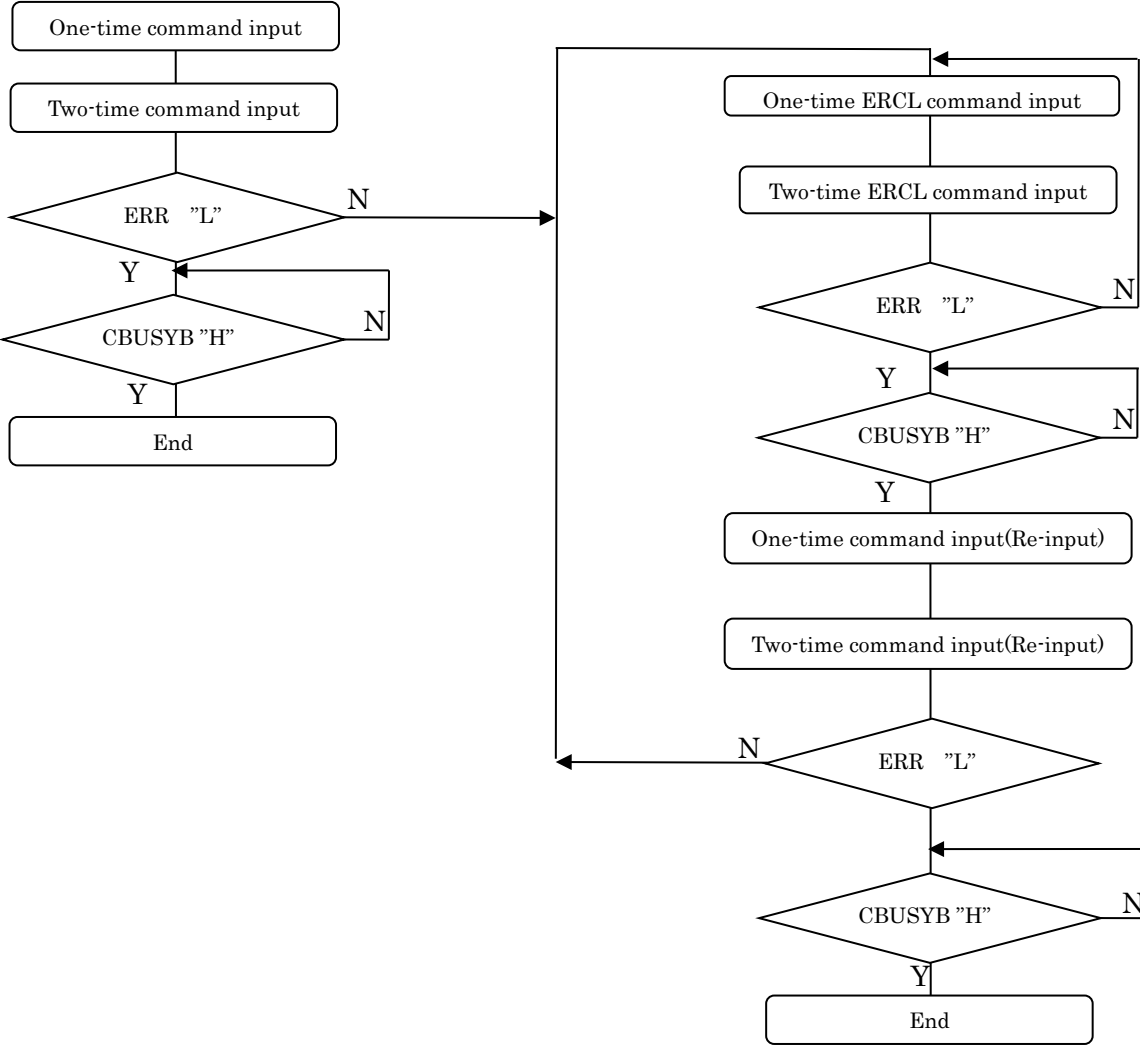 One-time command input
Two-time command input
ERR ”L”
N
Y
CBUSYB ”H”
N
Y
End
One-time ERCL command input
Two-time ERCL command input
ERR ”L”
N
Y
CBUSYB ”H”
N
Y
One-time command input(Re-input)
Two-time command input(Re-input)
N
ERR ”L”
CBUSYB ”H”
N
Y
End